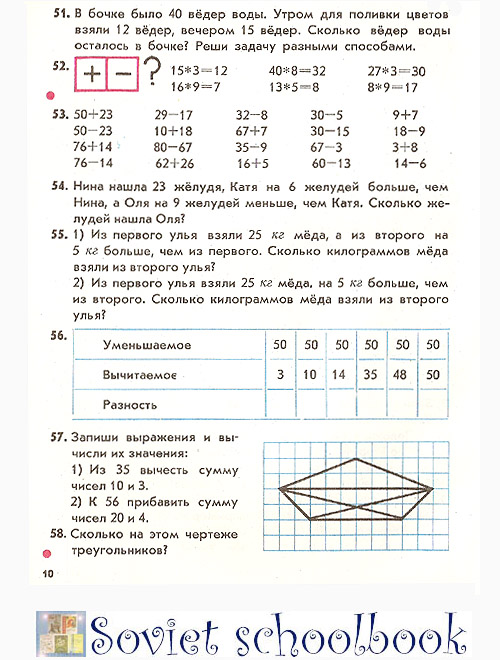 51. В бочке было 40 вёдер воды. Утром для поливки цветов
взяли 12 вёдер, вечером 15 вёдер. Сколько вёдер воды
осталось в бочке? Реши задачу разными способами.
52. + − ? 15*3=12 40*8=32 27*3=30
16*9=7 13*5=8 8*9=17
53. 50+23 29−17 32−8 30−5 9+7
50−23 10+18 67+7 30−15 18−9
76+14 80−67 35−9 67−3 3+8
76−14 62+26 16+5 60−13 14−6
54. Нина нашла 23 жёлудя, Катя на 6 желудей больше, чем
Нина, а Оля на 9 желудей меньше, чем Катя. Сколько же-
лудей нашла Оля?
55. 1) Из первого улья взяли 25 кг мёда, а из второго на
5 кг больше, чем из первого. Сколько килограммов мёда
взяли из второго улья?
2) Из первого улья взяли 25 кг мёда, на 5 кг больше, чем
из второго. Сколько килограммов мёда взяли из второго
улья?
56. Уменьшаемое 50 50 50 50 50 50
Вычитаемое 3 10 14 35 48 50
Разность
57. Запиши выражения и вы-
числи их значения:
1) Из 35 вычесть сумму
чисел 10 и 3.
2) К 56 прибавить сумму
чисел 20 и 4.
58. Сколько на этом чертеже
треугольников?
10
Soviet schoolbook